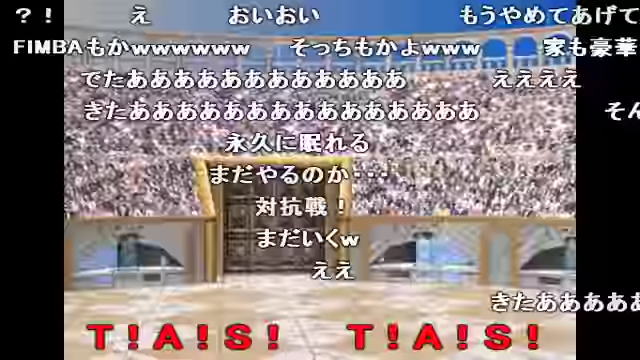 ?! え おいおい もうやめてあげて
FIMBAもかwwwwww そっちもかよwww 家も豪華
でたああああああああああああ ええええ
きたあああああああああああああああ そん
永久に眠れる
まだやるのか・・・
対抗戦!
まだいくw
ええ
きたあああああ
T!A!S! T!A!S!